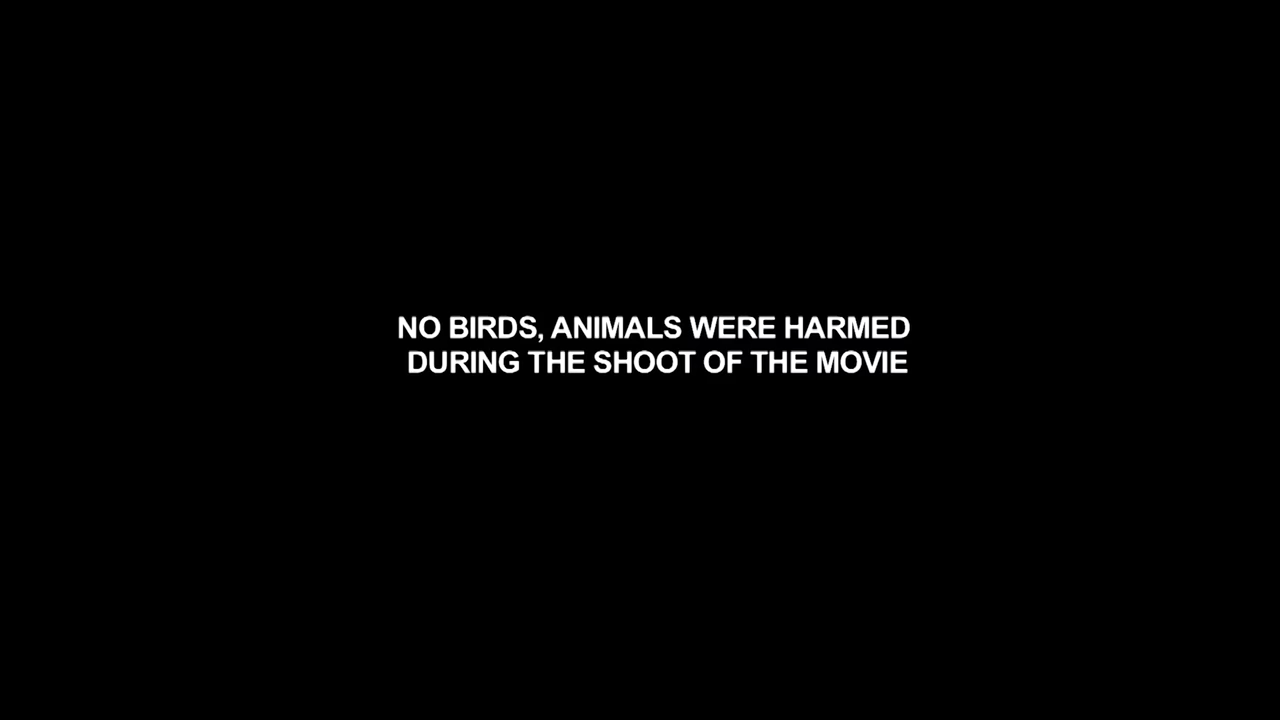 NO BIRDS, ANIMALS WERE HARMED
DURING THE SHOOT OF THE MOVIE